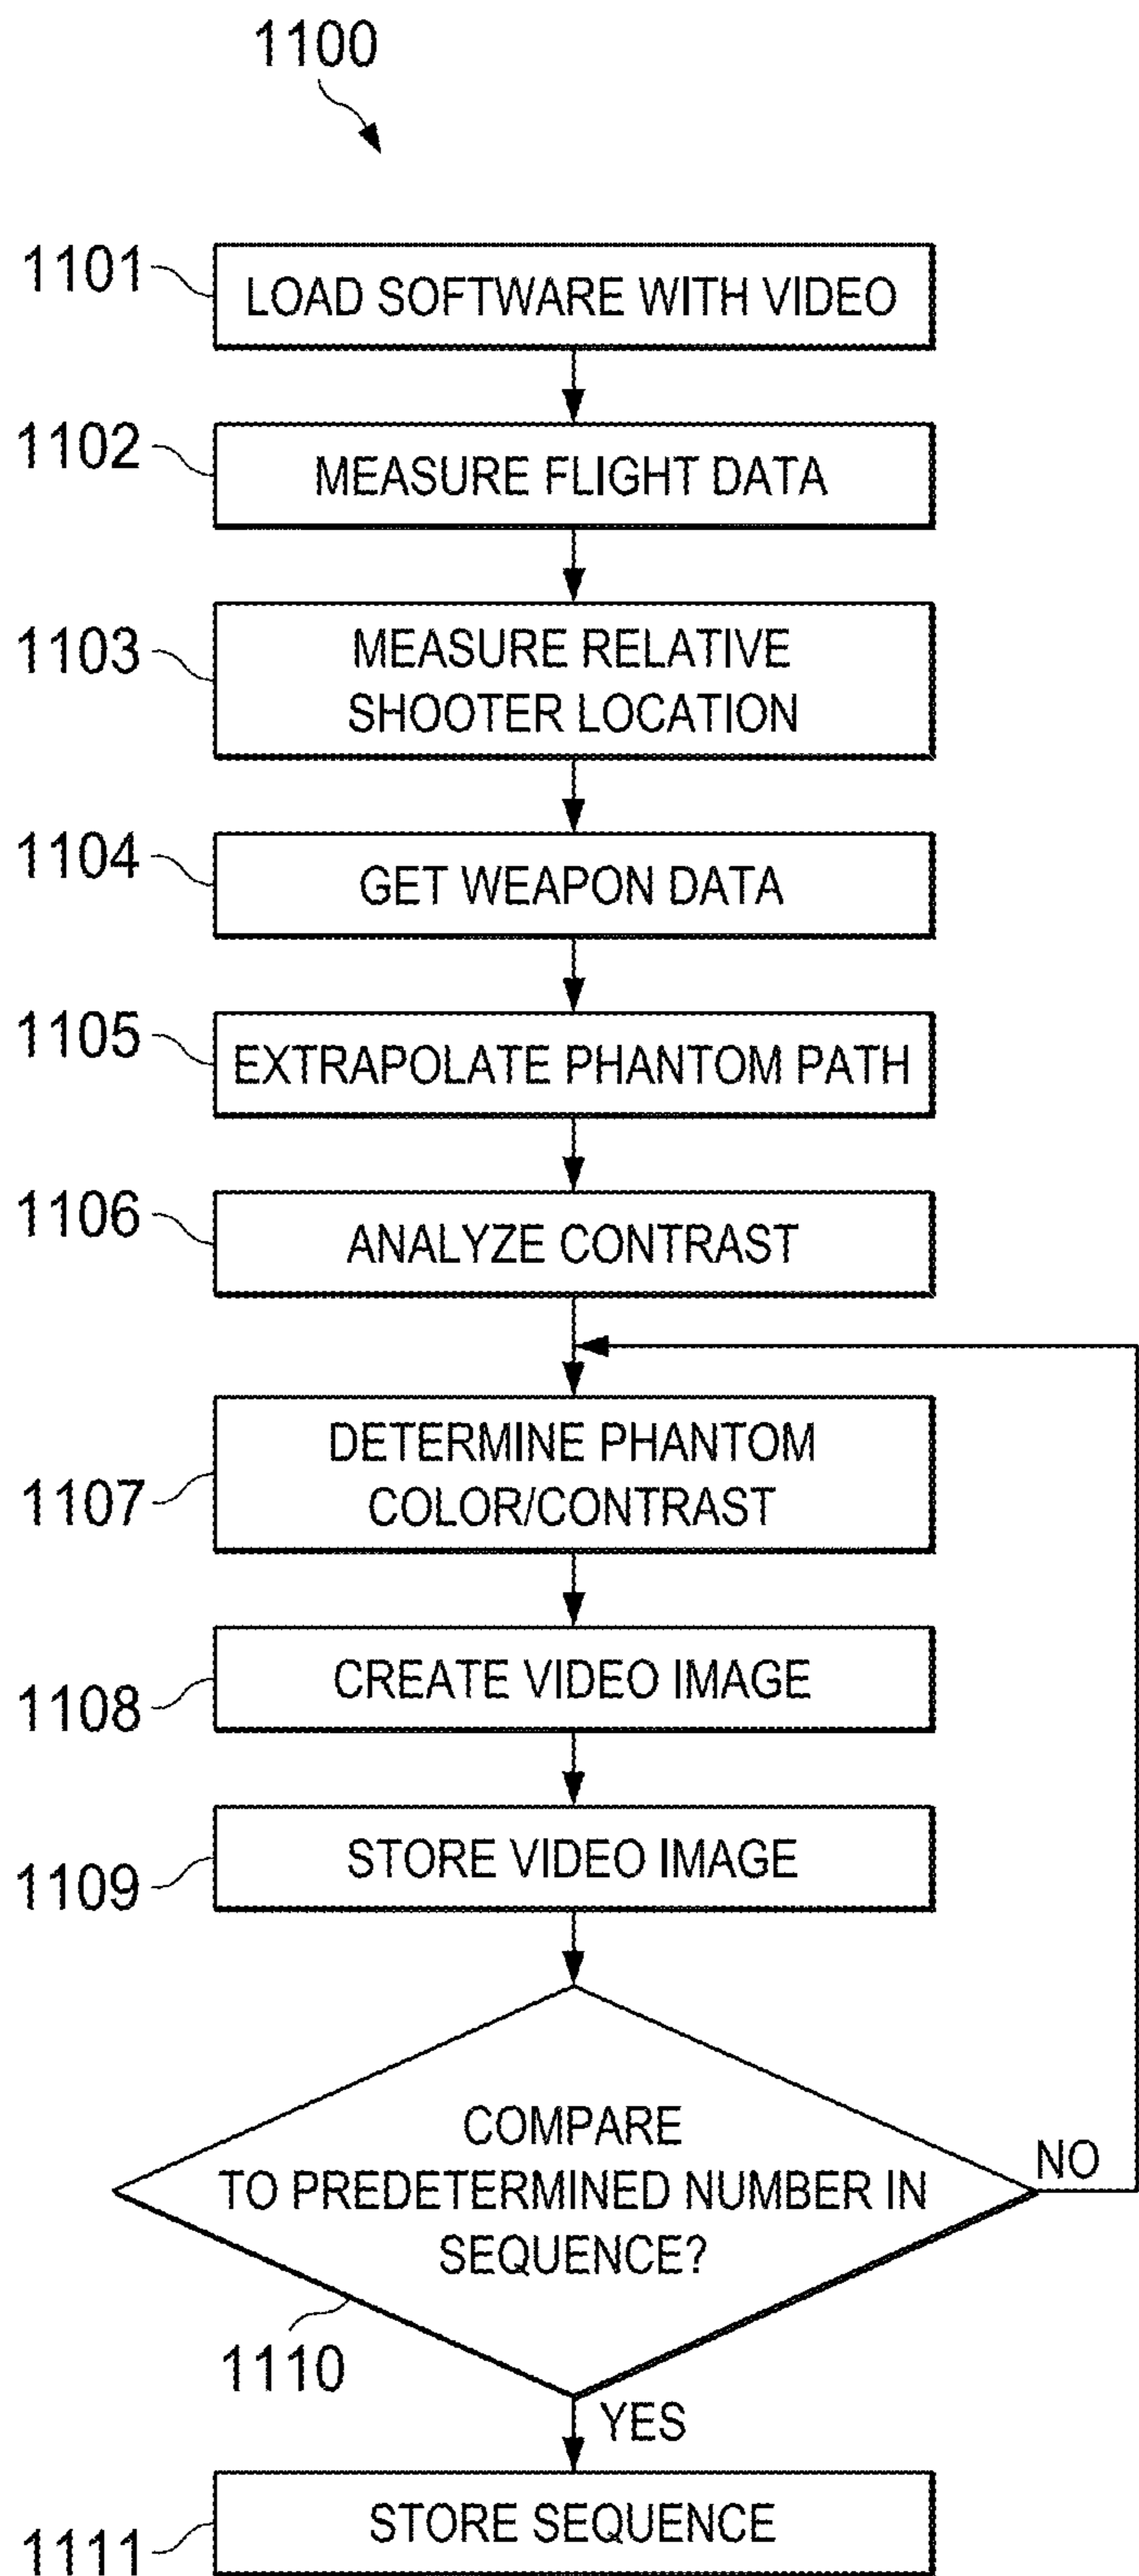 1100
1101
LOAD SOFTWARE WITH VIDEO
1102
MEASURE FLIGHT DATA
1103
MEASURE RELATIVE
SHOOTER LOCATION
1104
GET WEAPON DATA
1105
EXTRAPOLATE PHANTOM PATH
1106
ANALYZE CONTRAST
DETERMINE PHANTOM
COLOR/CONTRAST
1107
CREATE VIDEO IMAGE
1108
STORE VIDEO IMAGE
1109
COMPARE
TO PREDETERMINED NUMBER IN
SEQUENCE?
NO
1110
YES
STORE SEQUENCE
1111